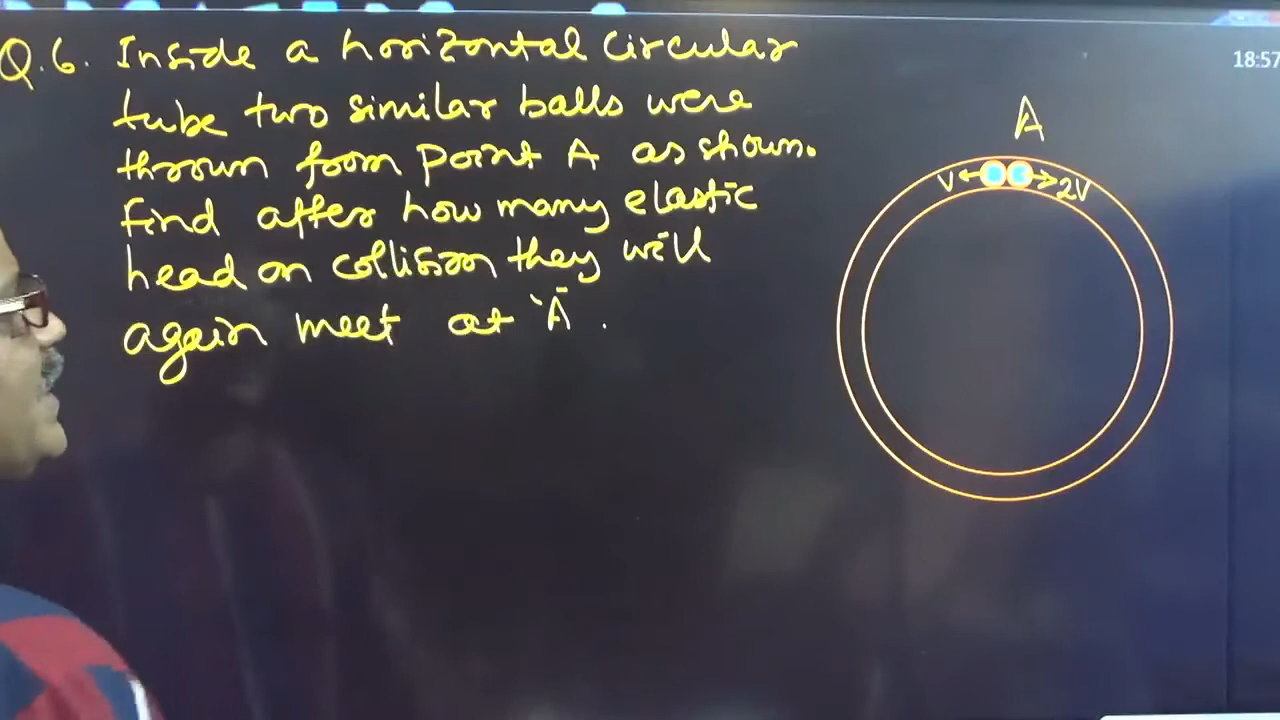 Q.6. Inside a horizontal circular
tube two similar balls were
thrown from point A as shown.
find after how many elastic
head on collision they will
again meet at 'A'.
18:57
A
V
2V